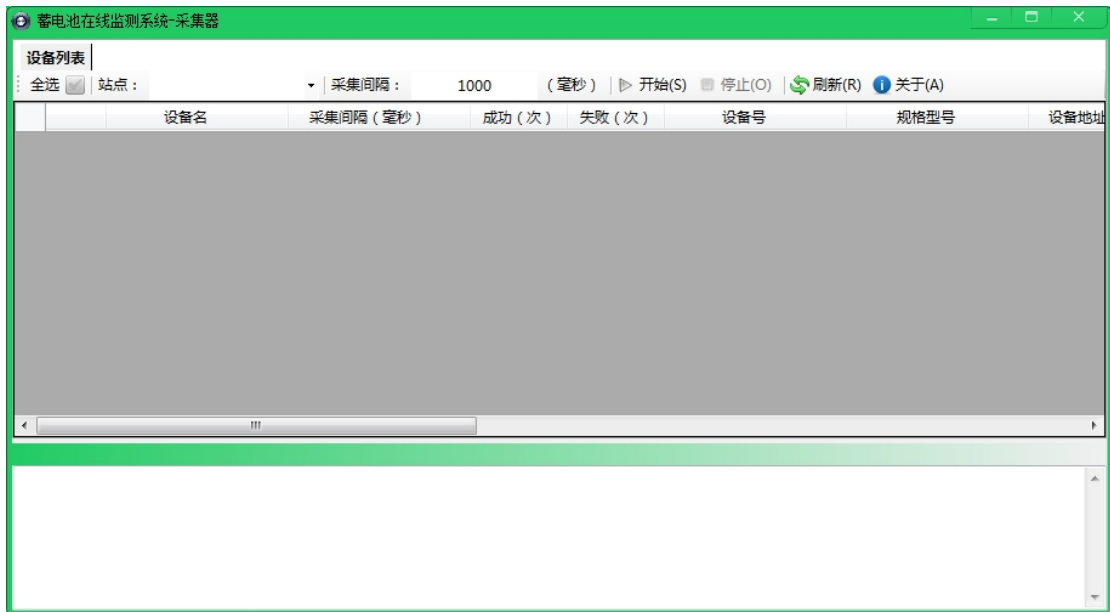 蓄电池在线监测系统-采集器
设备列表
全选 站点： 采集间隔： 1000 （毫秒） 开始(S) 停止(O) 刷新(R) 关于(A)
设备名 采集间隔（毫秒） 成功（次） 失败（次） 设备号 规格型号 设备地址